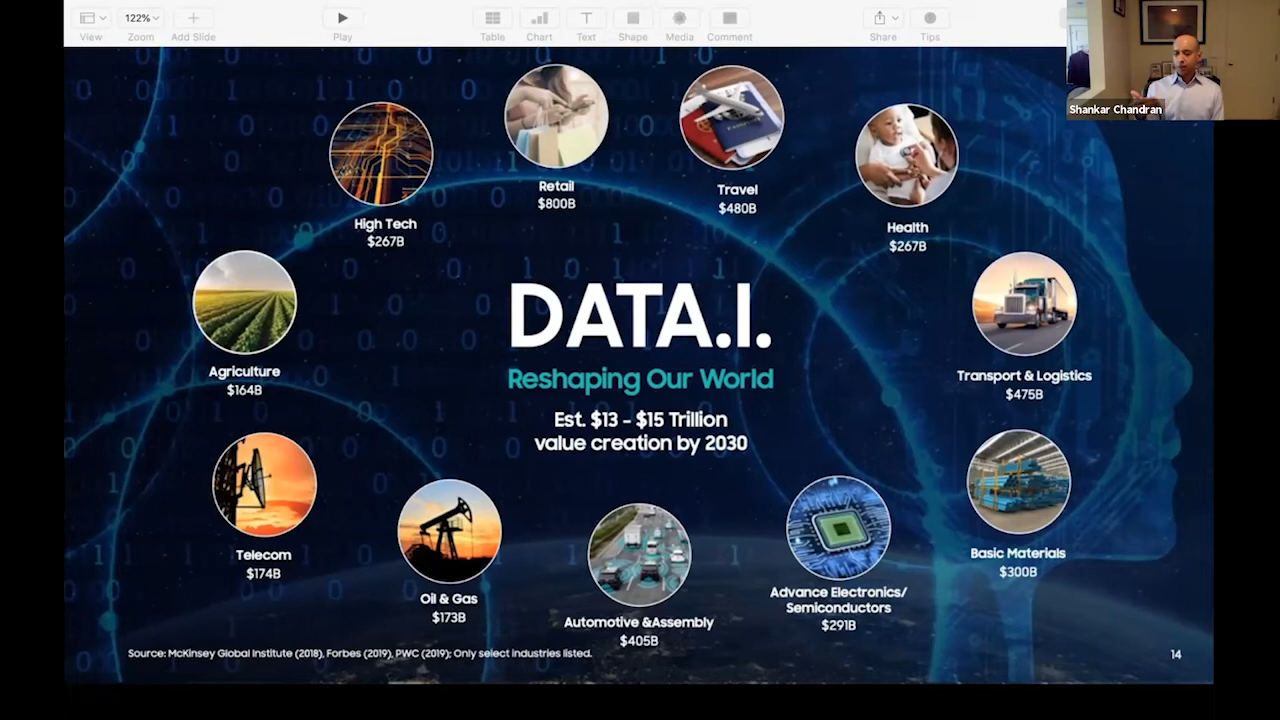 122%
View
Zoom
Add Slide
Play
Table
Chart
Text
Shape
Media
Comment
Share
Tips
Shankar Chandran
Retail
$800B
Travel
$480B
High Tech
$267B
Health
$267B
DATA.I.
Reshaping Our World
Est. $13 - $15 Trillion
value creation by 2030
Agriculture
$164B
Transport & Logistics
$475B
Telecom
$174B
Basic Materials
$300B
Oil & Gas
$173B
Advance Electronics/
Semiconductors
$291B
Automotive &Assembly
$405B
Source: McKinsey Global Institute (2018), Forbes (2019), PWC (2019); Only select industries listed.
14